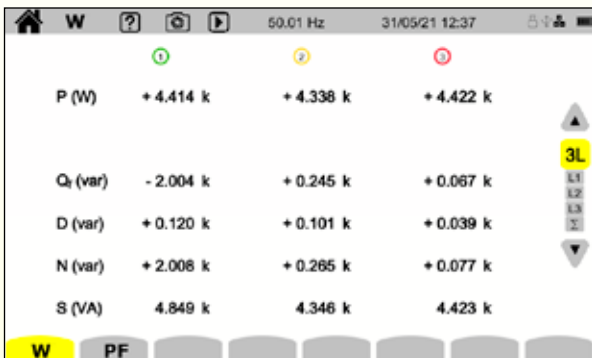 W ? 50.01 Hz 31/05/21 12:37
1 2 3
P (W) + 4.414 k + 4.338 k + 4.422 k
3L
Qf (var) - 2.004 k + 0.245 k + 0.067 k
L1
L2
D (var) + 0.120 k + 0.101 k + 0.039 k
L3
Σ
N (var) + 2.008 k + 0.265 k + 0.077 k
S (VA) 4.849 k 4.346 k 4.423 k
W PF